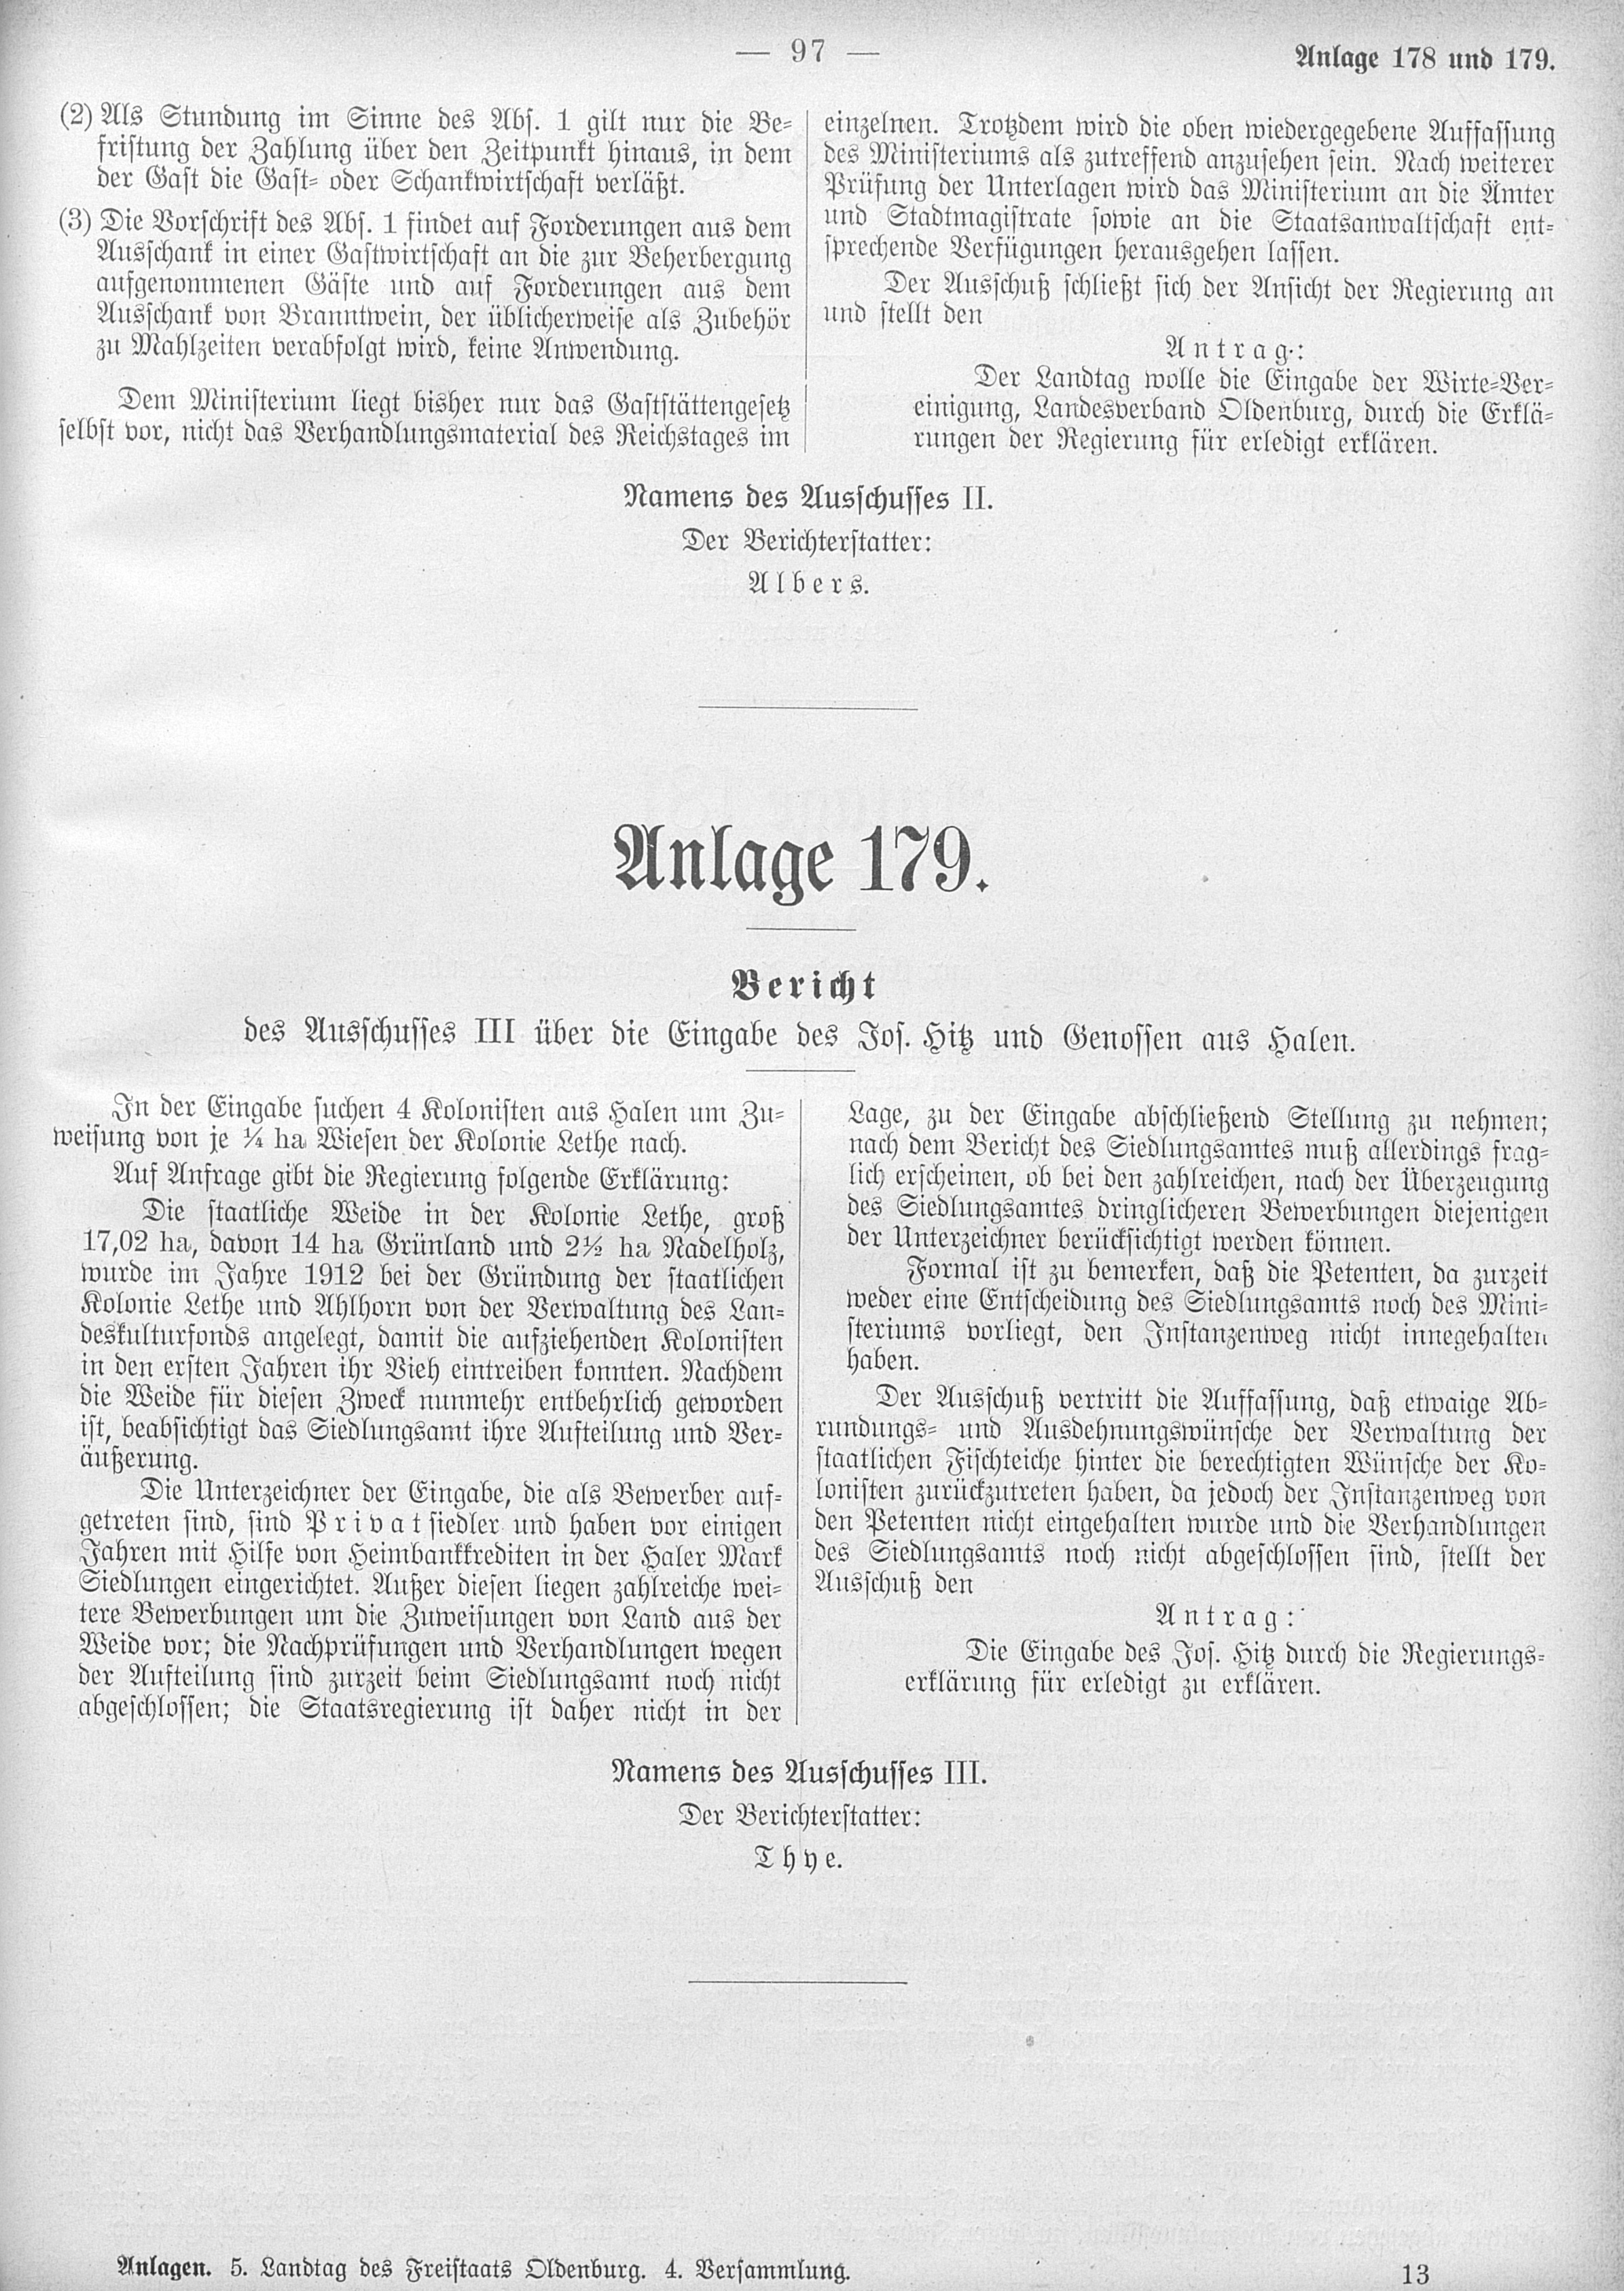 — 97 —
Anlage 178 und 179.
(2) Als Stundung im Sinne des Abs. 1 gilt nur die Be-
fristung der Zahlung über den Zeitpunkt hinaus, in dem
der Gast die Gast- oder Schankwirtschaft verläßt.
(3) Die Vorschrift des Abs. 1 findet auf Forderungen aus dem
Ausschank in einer Gastwirtschaft an die zur Beherbergung
aufgenommenen Gäste und auf Forderungen aus dem
Ausschank von Branntwein, der üblicherweise als Zubehör
zu Mahlzeiten verabfolgt wird, keine Anwendung.
Dem Ministerium liegt bisher nur das Gaststättengesetz
selbst vor, nicht das Verhandlungsmaterial des Reichstages im
einzelnen. Trotzdem wird die oben wiedergegebene Auffassung
des Ministeriums als zutreffend anzusehen sein. Nach weiterer
Prüfung der Unterlagen wird das Ministerium an die Ämter
und Stadtmagistrate sowie an die Staatsanwaltschaft ent-
sprechende Verfügungen herausgehen lassen.
Der Ausschuß schließt sich der Ansicht der Regierung an
und stellt den
Antrag:
Der Landtag wolle die Eingabe der Wirte-Ver-
einigung, Landesverband Oldenburg, durch die Erklä-
rungen der Regierung für erledigt erklären.
Namens des Ausschusses II.
Der Berichterstatter:
Albers.
Anlage 179.
Bericht
des Ausschusses III über die Eingabe des Jos. Hitz und Genossen aus Halen.
In der Eingabe suchen 4 Kolonisten aus Halen um Zu-
weisung von je ¼ ha Wiesen der Kolonie Lethe nach.
Auf Anfrage gibt die Regierung folgende Erklärung:
Die staatliche Weide in der Kolonie Lethe, groß
17,02 ha, davon 14 ha Grünland und 2½ ha Nadelholz,
wurde im Jahre 1912 bei der Gründung der staatlichen
Kolonie Lethe und Ahlhorn von der Verwaltung des Lan-
deskulturfonds angelegt, damit die aufziehenden Kolonisten
in den ersten Jahren ihr Vieh eintreiben konnten. Nachdem
die Weide für diesen Zweck nunmehr entbehrlich geworden
ist, beabsichtigt das Siedlungsamt ihre Aufteilung und Ver-
äußerung.
Die Unterzeichner der Eingabe, die als Bewerber auf-
getreten sind, sind Privatsiedler und haben vor einigen
Jahren mit Hilfe von Heimbankkrediten in der Haler Mark
Siedlungen eingerichtet. Außer diesen liegen zahlreiche wei-
tere Bewerbungen um die Zuweisungen von Land aus der
Weide vor; die Nachprüfungen und Verhandlungen wegen
der Aufteilung sind zurzeit beim Siedlungsamt noch nicht
abgeschlossen; die Staatsregierung ist daher nicht in der
Lage, zu der Eingabe abschließend Stellung zu nehmen;
nach dem Bericht des Siedlungsamtes muß allerdings frag-
lich erscheinen, ob bei den zahlreichen, nach der Überzeugung
des Siedlungsamtes dringlicheren Bewerbungen diejenigen
der Unterzeichner berücksichtigt werden können.
Formal ist zu bemerken, daß die Petenten, da zurzeit
weder eine Entscheidung des Siedlungsamts noch des Mini-
steriums vorliegt, den Instanzenweg nicht innegehalten
haben.
Der Ausschuß vertritt die Auffassung, daß etwaige Ab-
rundungs- und Ausdehnungswünsche der Verwaltung der
staatlichen Fischteiche hinter die berechtigten Wünsche der Ko-
lonisten zurückzutreten haben, da jedoch der Instanzenweg von
den Petenten nicht eingehalten wurde und die Verhandlungen
des Siedlungsamts noch nicht abgeschlossen sind, stellt der
Ausschuß den
Antrag:
Die Eingabe des Jos. Hitz durch die Regierungs-
erklärung für erledigt zu erklären.
Namens des Ausschusses III.
Der Berichterstatter:
Thye.
Anlagen. 5. Landtag des Freistaats Oldenburg. 4. Versammlung.
13